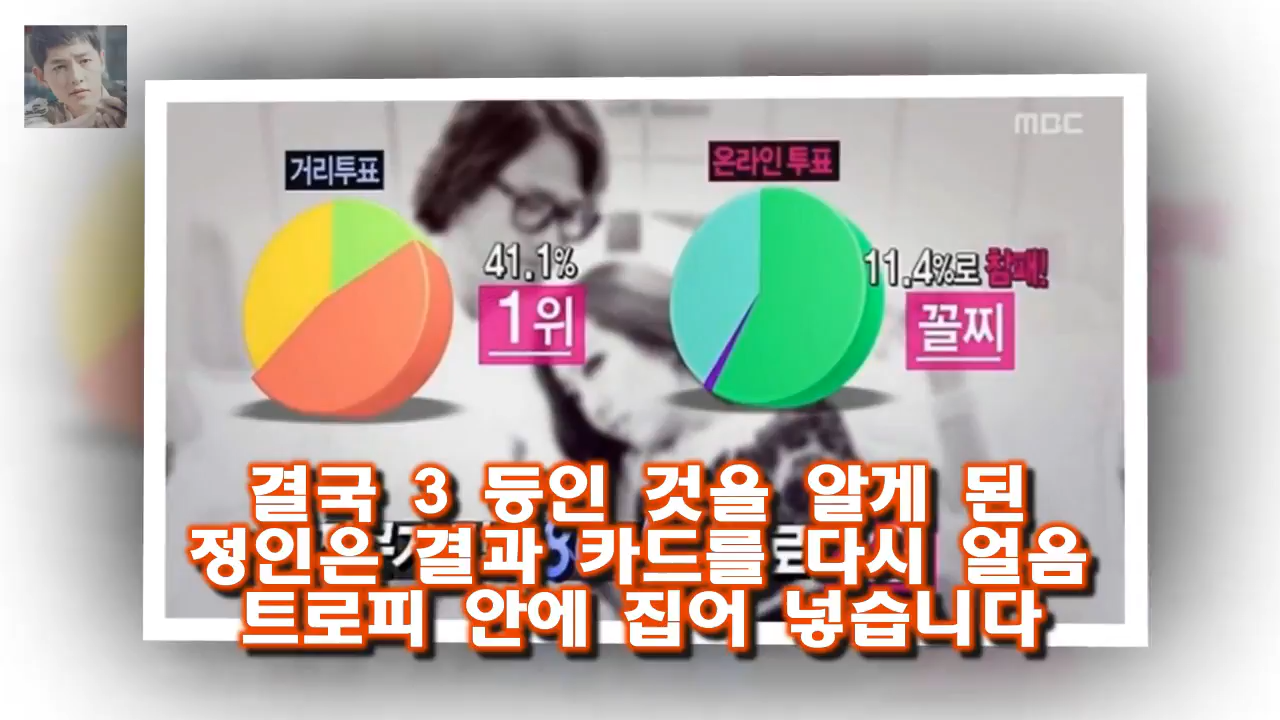 MBC
거리투표
온라인 투표
41.1%
1위
11.4%로 참패!
꼴찌
결국 3 등인 것을 알게 된
정인은 결과 카드를 다시 얼음
트로피 안에 집어 넣습니다